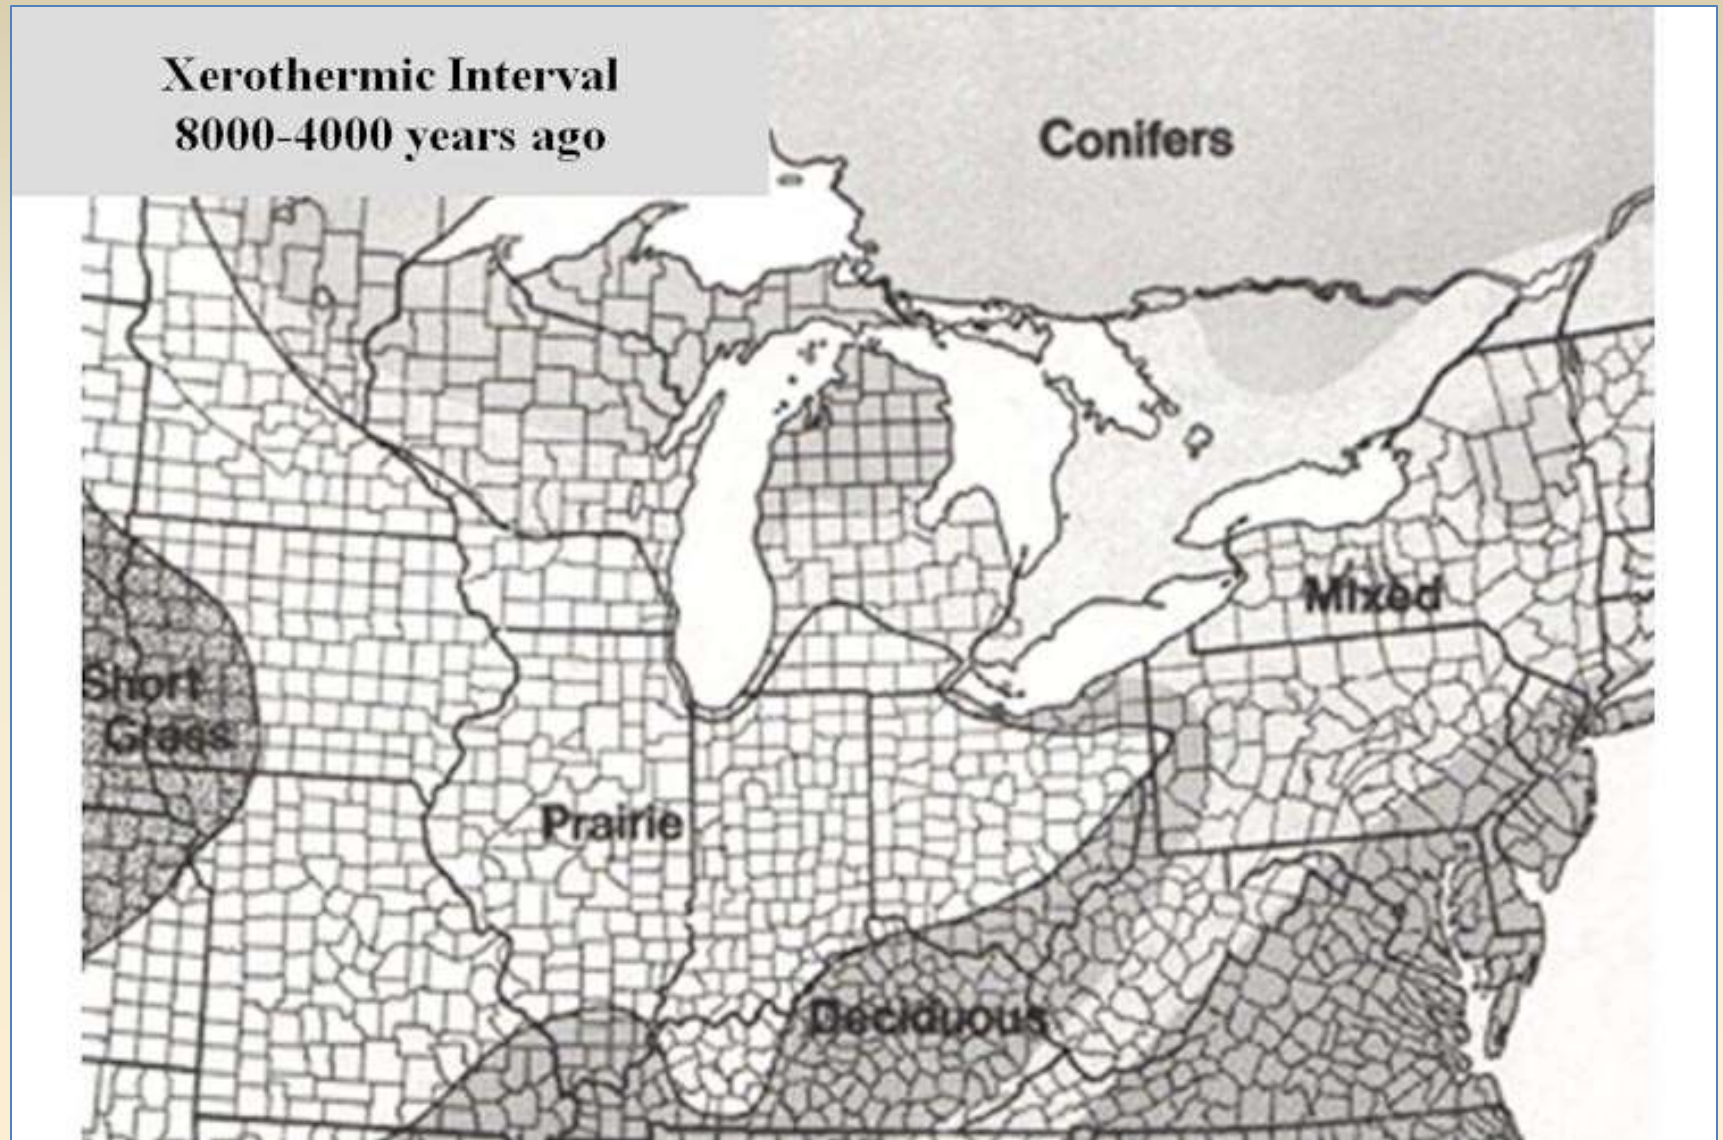 Xerothermic Interval
8000-4000 years ago
Conifers
Mixed
Short
Grass
Prairie
Deciduous